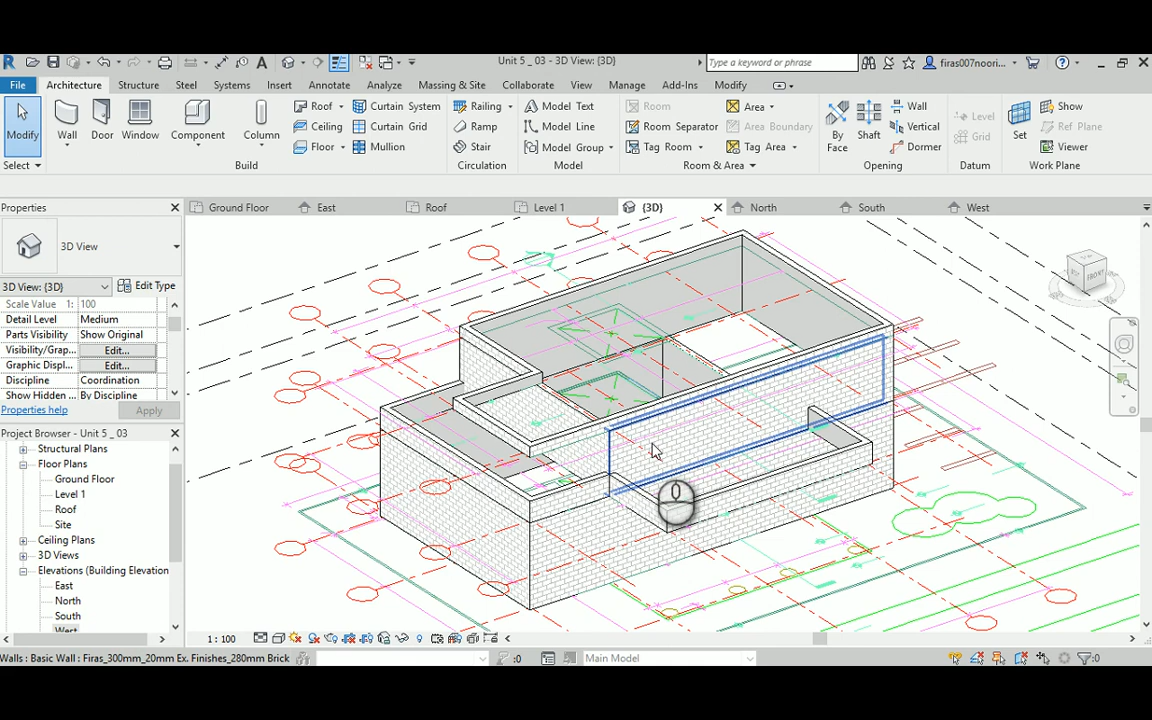 Unit 5 _ 03 - 3D View: {3D}
Type a keyword or phrase
firas007noori...
File Architecture Structure Steel Systems Insert Annotate Analyze Massing & Site Collaborate View Manage Add-Ins Modify
Modify
Wall
Door
Window
Component
Column
Roof
Ceiling
Floor
Curtain System
Curtain Grid
Mullion
Railing
Ramp
Stair
Model Text
Model Line
Model Group
Room
Room Separator
Tag Room
Area
Area Boundary
Tag Area
By
Face
Shaft
Wall
Vertical
Dormer
Level
Grid
Set
Show
Ref Plane
Viewer
Select Build Circulation Model Room & Area Opening Datum Work Plane
Properties
Ground Floor East Roof Level 1 {3D} North South West
3D View
3D View: {3D} Edit Type
Scale Value 1: 100
Detail Level Medium
Parts Visibility Show Original
Visibility/Grap... Edit...
Graphic Displ... Edit...
Discipline Coordination
Show Hidden ... By Discipline
Properties help Apply
Project Browser - Unit 5 _ 03
Structural Plans
Floor Plans
Ground Floor
Level 1
Roof
Site
Ceiling Plans
3D Views
Elevations (Building Elevation
East
North
South
West
FRONT
1 : 100
Walls : Basic Wall : Firas_300mm_20mm Ex. Finishes_280mm Brick
:0
Main Model
:0